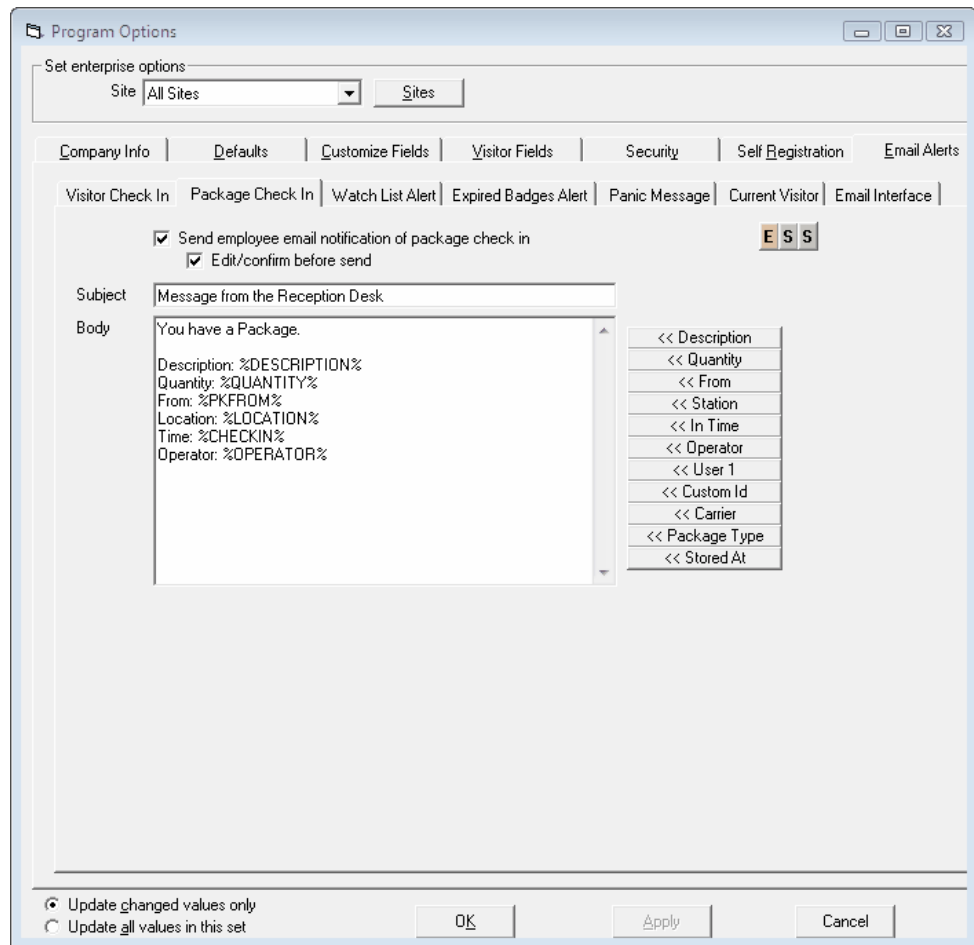 Program Options
Set enterprise options
Site All Sites Sites
Company Info Defaults Customize Fields Visitor Fields Security Self Registration Email Alerts
Visitor Check In Package Check In Watch List Alert Expired Badges Alert Panic Message Current Visitor Email Interface
Send employee email notification of package check in E S S
Edit/confirm before send
Subject Message from the Reception Desk
Body You have a Package.
<< Description
Description: %DESCRIPTION%
<< Quantity
Quantity: %QUANTITY%
<< From
From: %PKFROM%
<< Station
Location: %LOCATION%
<< In Time
Time: %CHECKIN%
<< Operator
Operator: %OPERATOR%
<< User 1
<< Custom Id
<< Carrier
<< Package Type
<< Stored At
Update changed values only
Update all values in this set
OK Apply Cancel